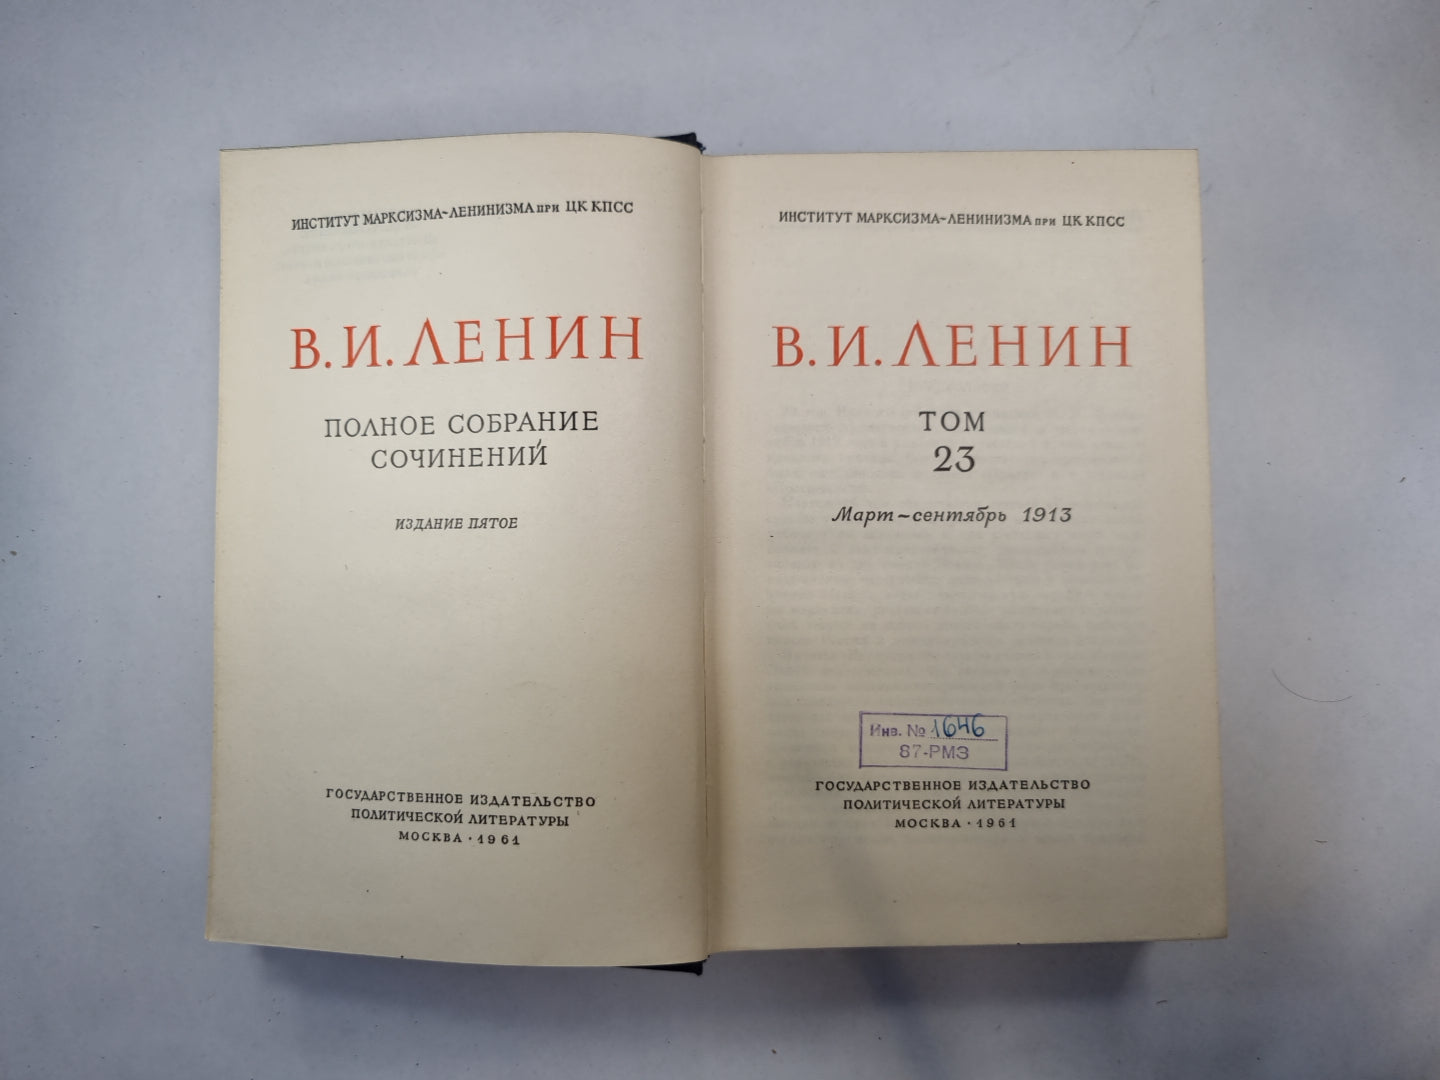 ИНСТИТУТ МАРКСИЗМА-ЛЕНИНИЗМА ПРИ ЦК КПСС
В. И. ЛЕНИН
ПОЛНОЕ СОБРАНИЕ
СОЧИНЕНИЙ
ИЗДАНИЕ ПЯТОЕ
ГОСУДАРСТВЕННОЕ ИЗДАТЕЛЬСТВО
ПОЛИТИЧЕСКОЙ ЛИТЕРАТУРЫ
МОСКВА · 1961
ИНСТИТУТ МАРКСИЗМА-ЛЕНИНИЗМА ПРИ ЦК КПСС
В. И. ЛЕНИН
ТОМ
23
Март–сентябрь 1913
Инв. № 1646
87-РМЗ
ГОСУДАРСТВЕННОЕ ИЗДАТЕЛЬСТВО
ПОЛИТИЧЕСКОЙ ЛИТЕРАТУРЫ
МОСКВА · 1961